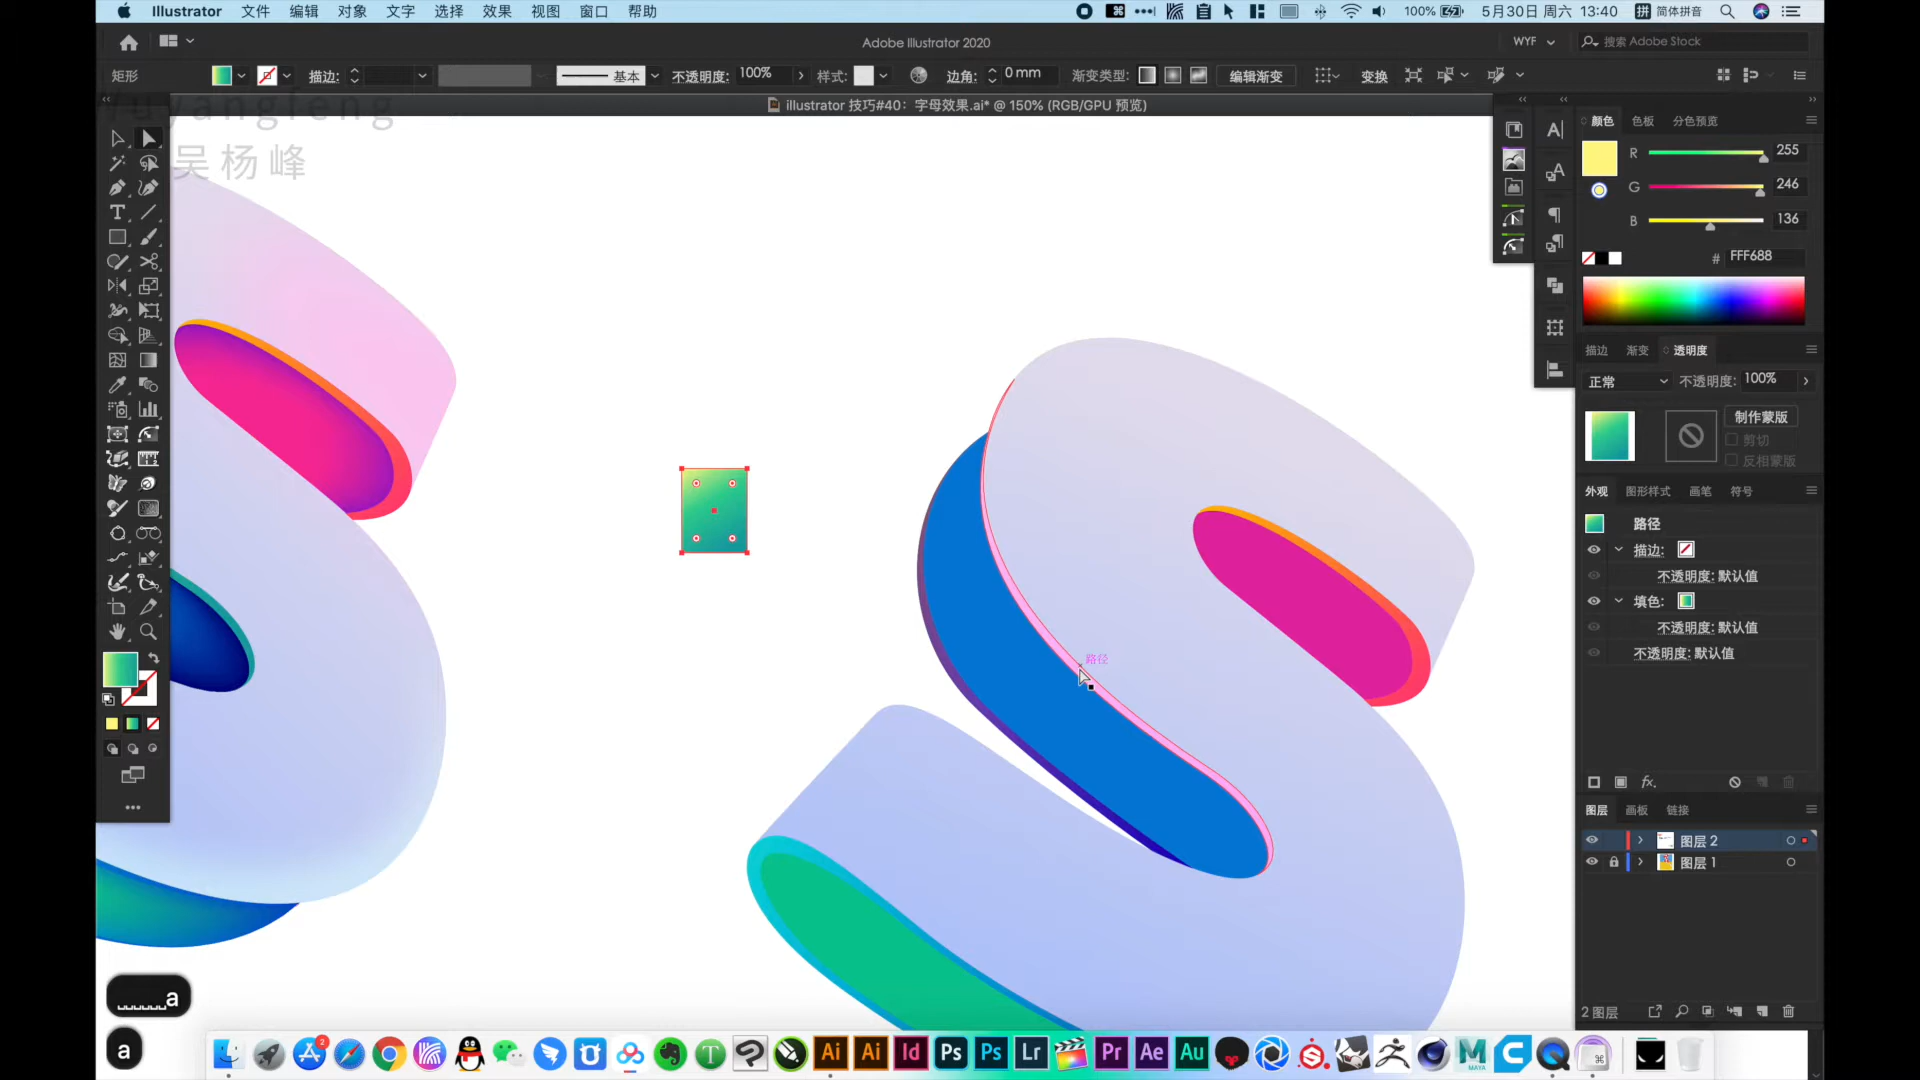 Illustrator 文件 编辑 对象 文字 选择 效果 视图 窗口 帮助
100% 5月30日 周六 13:40 拼 简体拼音
Adobe Illustrator 2020
WYF
搜索 Adobe Stock
矩形 描边: 基本 不透明度: 100% 样式: 边角: 0 mm 渐变类型: 编辑渐变 变换
illustrator 技巧#40：字母效果.ai* @ 150% (RGB/GPU 预览)
Wuyangfeng
吴杨峰
颜色 色板 分色预览
R 255
G 246
B 136
# FFF688
描边 渐变 透明度
正常 不透明度: 100%
制作蒙版
剪切
反相蒙版
外观 图形样式 画笔 符号
路径
描边:
不透明度: 默认值
填色:
不透明度: 默认值
不透明度: 默认值
路径
图层 画板 链接
图层 2
图层 1
2 图层
a
a
2
Ai Ai Id Ps Ps Lr Pr Ae Au
MAYA